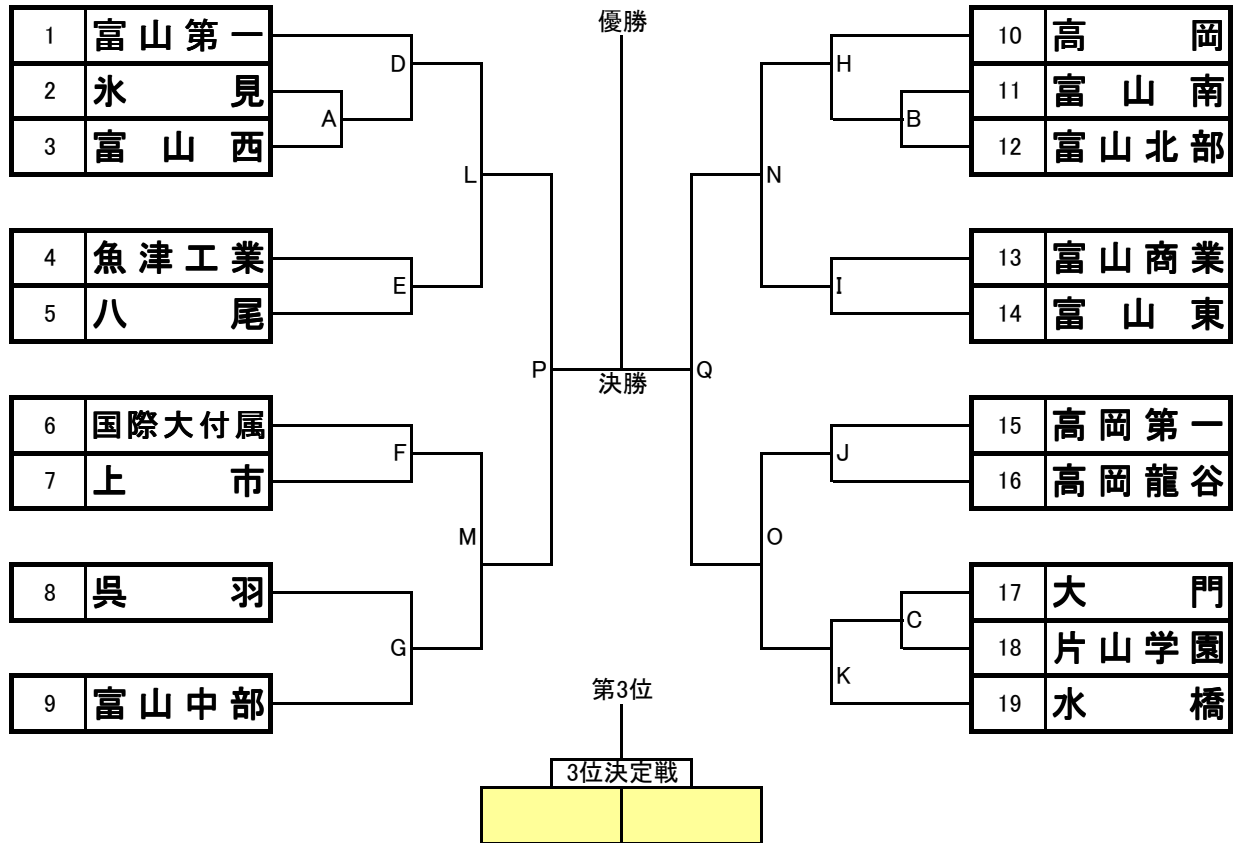 優勝
1 富山第一
2 氷見
3 富山西
4 魚津工業
5 八尾
6 国際大付属
7 上市
8 呉羽
9 富山中部
D
A
L
E
P
F
M
G
決勝
10 高岡
11 富山南
12 富山北部
13 富山商業
14 富山東
15 高岡第一
16 高岡龍谷
17 大門
18 片山学園
19 水橋
H
B
N
I
Q
J
O
C
K
第3位
3位決定戦